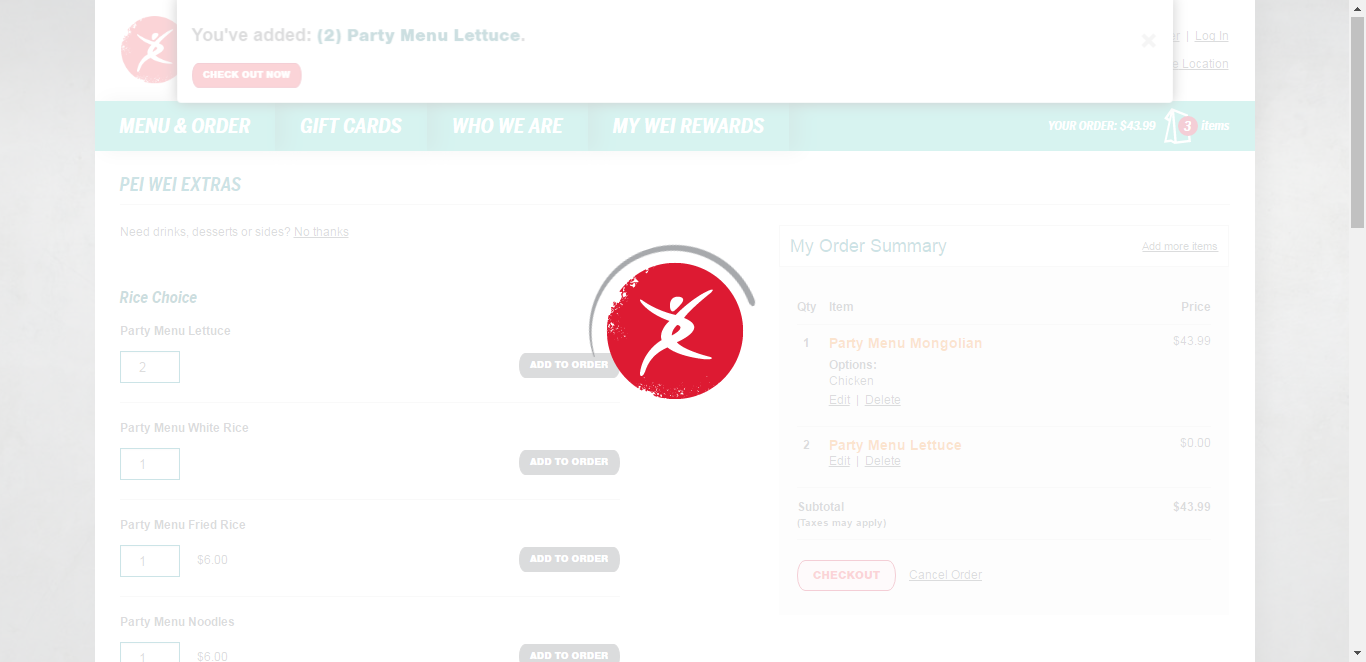 You've added: (2) Party Menu Lettuce.
CHECK OUT NOW
| Log In
Location
MENU & ORDER
GIFT CARDS
WHO WE ARE
MY WEI REWARDS
YOUR ORDER: $43.99 3 items
PEI WEI EXTRAS
Need drinks, desserts or sides? No thanks
Rice Choice
Party Menu Lettuce
2
ADD TO ORDER
Party Menu White Rice
1
ADD TO ORDER
Party Menu Fried Rice
1 $6.00
ADD TO ORDER
Party Menu Noodles
1 $6.00
ADD TO ORDER
My Order Summary
Add more items
Qty Item Price
1 Party Menu Mongolian $43.99
Options:
Chicken
Edit | Delete
2 Party Menu Lettuce $0.00
Edit | Delete
Subtotal $43.99
(Taxes may apply)
CHECKOUT Cancel Order